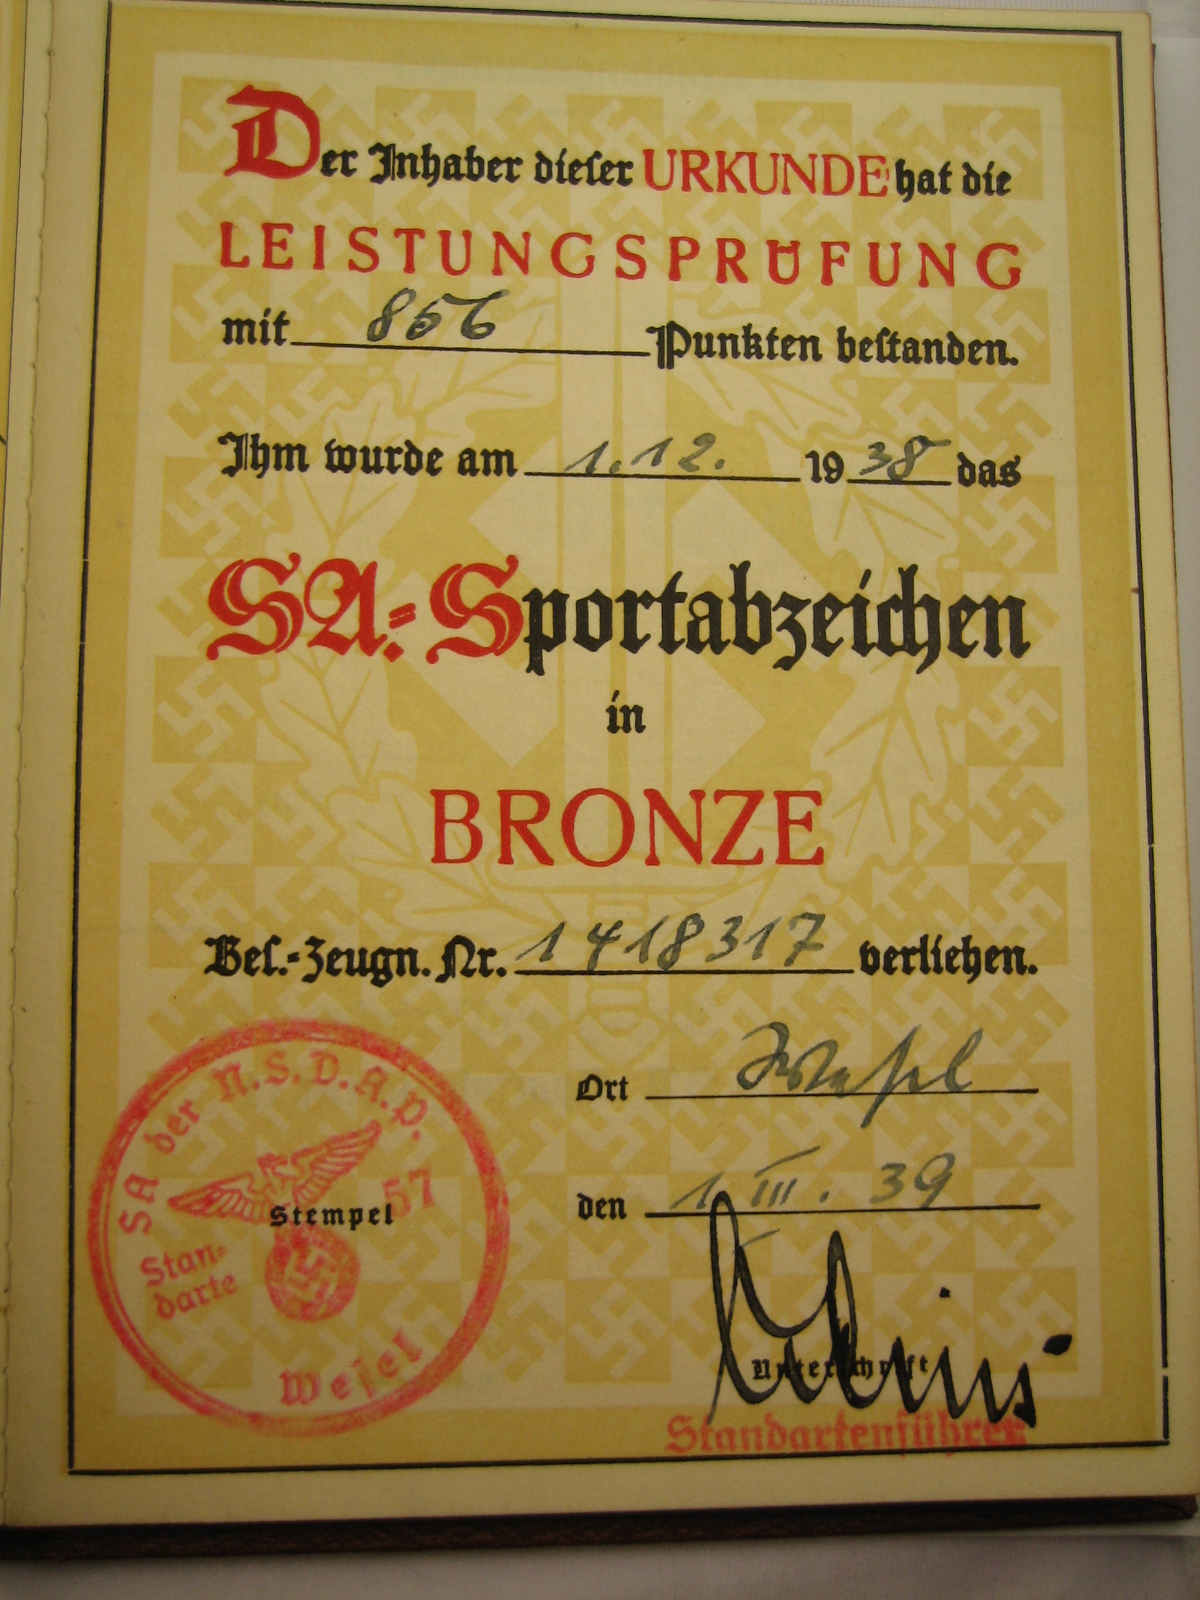 Der Inhaber dieser URKUNDE hat die
LEISTUNGSPRÜFUNG
mit 856 Punkten bestanden.
Ihm wurde am 1.12. 1938 das
SA-Sportabzeichen
in
BRONZE
Bes.-Zeugn. Nr. 1418317 verliehen.
Ort Wesel
den 1 III. 39
SA der N.S.D.A.P.
57
Stempel
Stan-
darte
Wesel
Unterschrift
Standartenführer